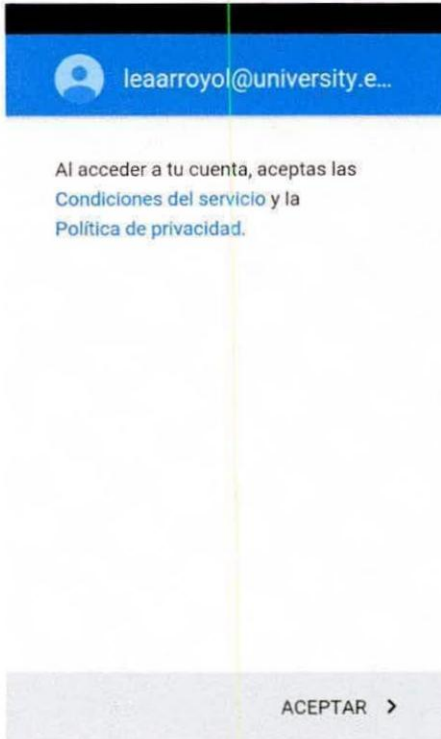 leaarroyol@university.e...
Al acceder a tu cuenta, aceptas las
Condiciones del servicio y la
Política de privacidad.
ACEPTAR >